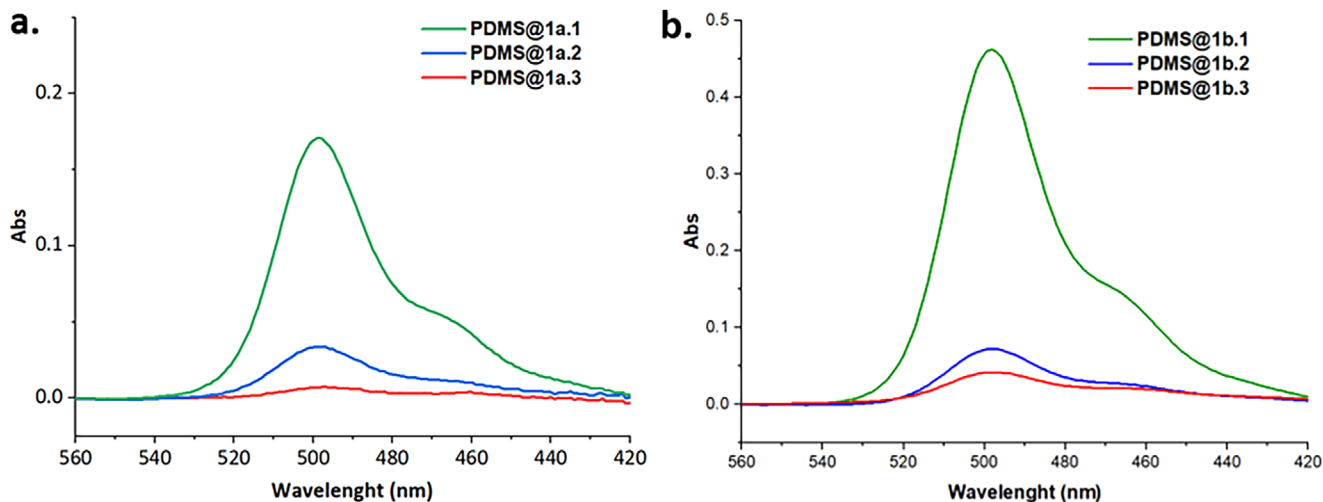 a.
PDMS@1a.1
PDMS@1a.2
PDMS@1a.3
0.2
0.1
0.0
Abs
560 540 520 500 480 460 440 420
Wavelenght (nm)
b.
PDMS@1b.1
PDMS@1b.2
PDMS@1b.3
0.5
0.4
0.3
0.2
0.1
0.0
Abs
560 540 520 500 480 460 440 420
Wavelenght (nm)